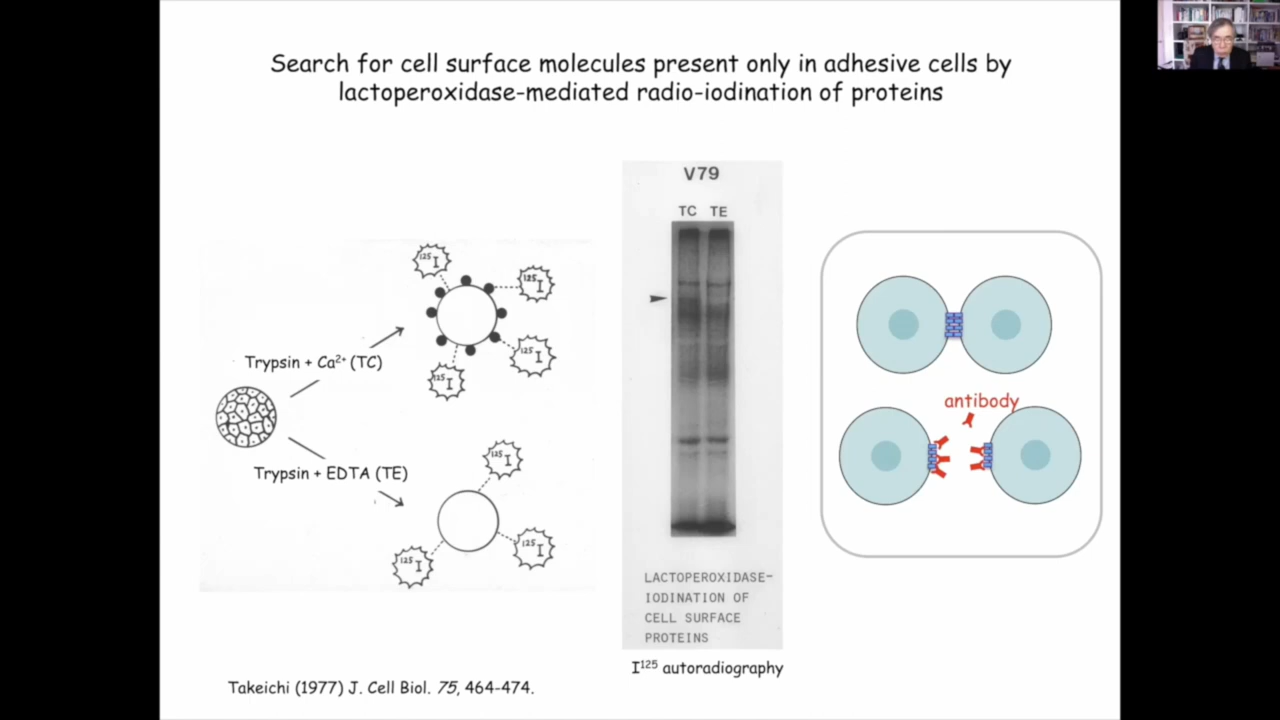 Search for cell surface molecules present only in adhesive cells by
lactoperoxidase-mediated radio-iodination of proteins
Trypsin + Ca²⁺ (TC)
Trypsin + EDTA (TE)
¹²⁵I
¹²⁵I
¹²⁵I
¹²⁵I
¹²⁵I
¹²⁵I
¹²⁵I
V79
TC TE
LACTOPEROXIDASE-
IODINATION OF
CELL SURFACE
PROTEINS
I¹²⁵ autoradiography
antibody
Takeichi (1977) J. Cell Biol. 75, 464-474.